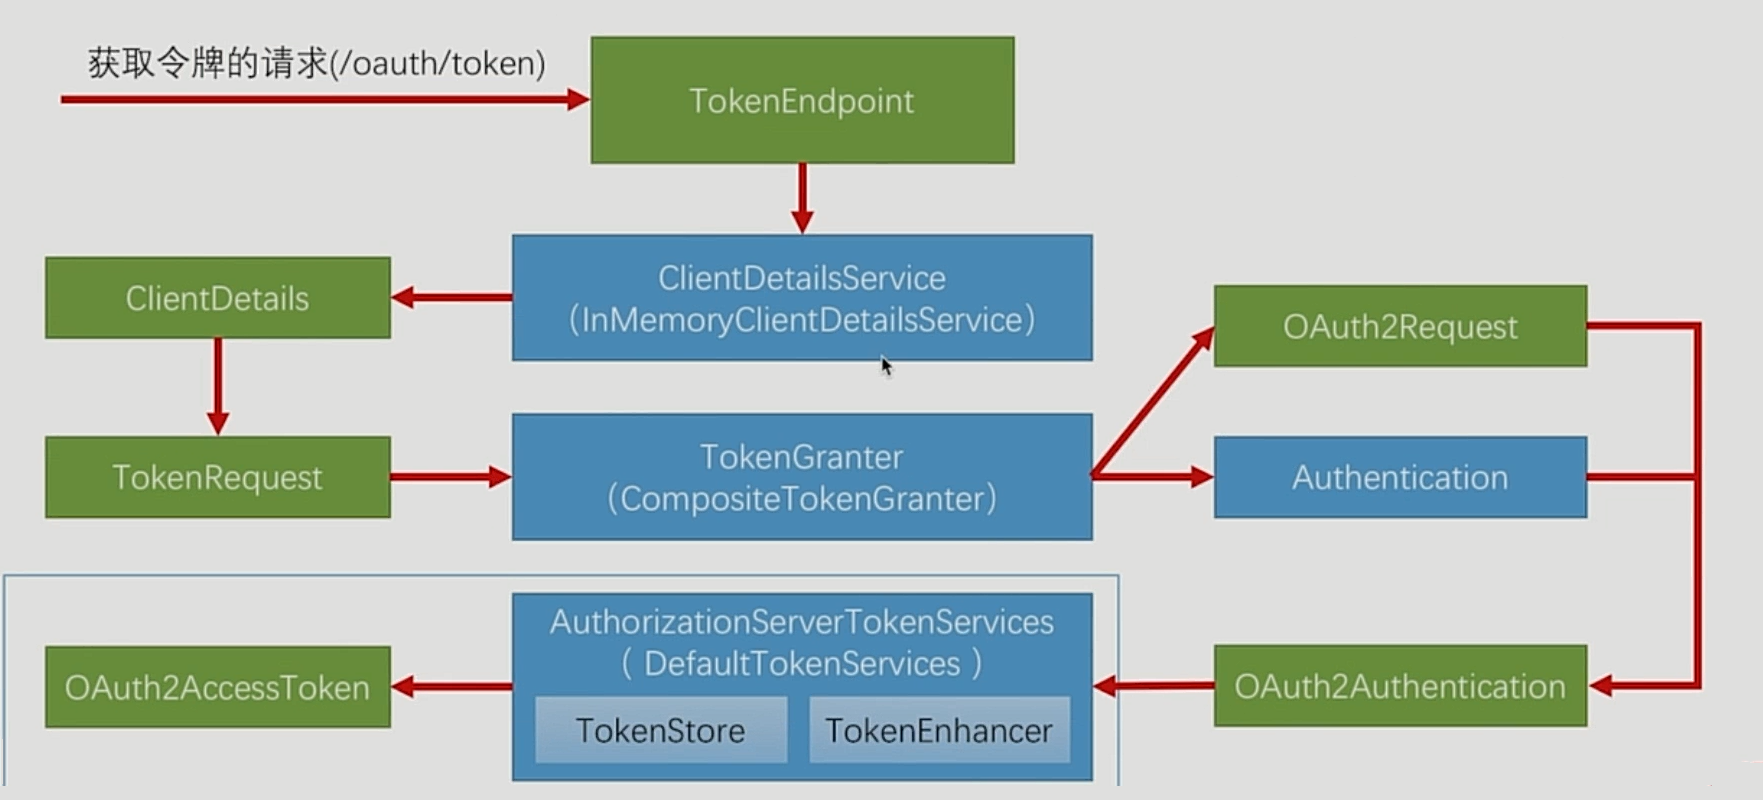 获取令牌的请求(/oauth/token)
TokenEndpoint
ClientDetails
ClientDetailsService
（InMemoryClientDetailsService）
OAuth2Request
TokenRequest
TokenGranter
（CompositeTokenGranter）
Authentication
AuthorizationServerTokenServices
（ DefaultTokenServices ）
OAuth2AccessToken
OAuth2Authentication
TokenStore
TokenEnhancer